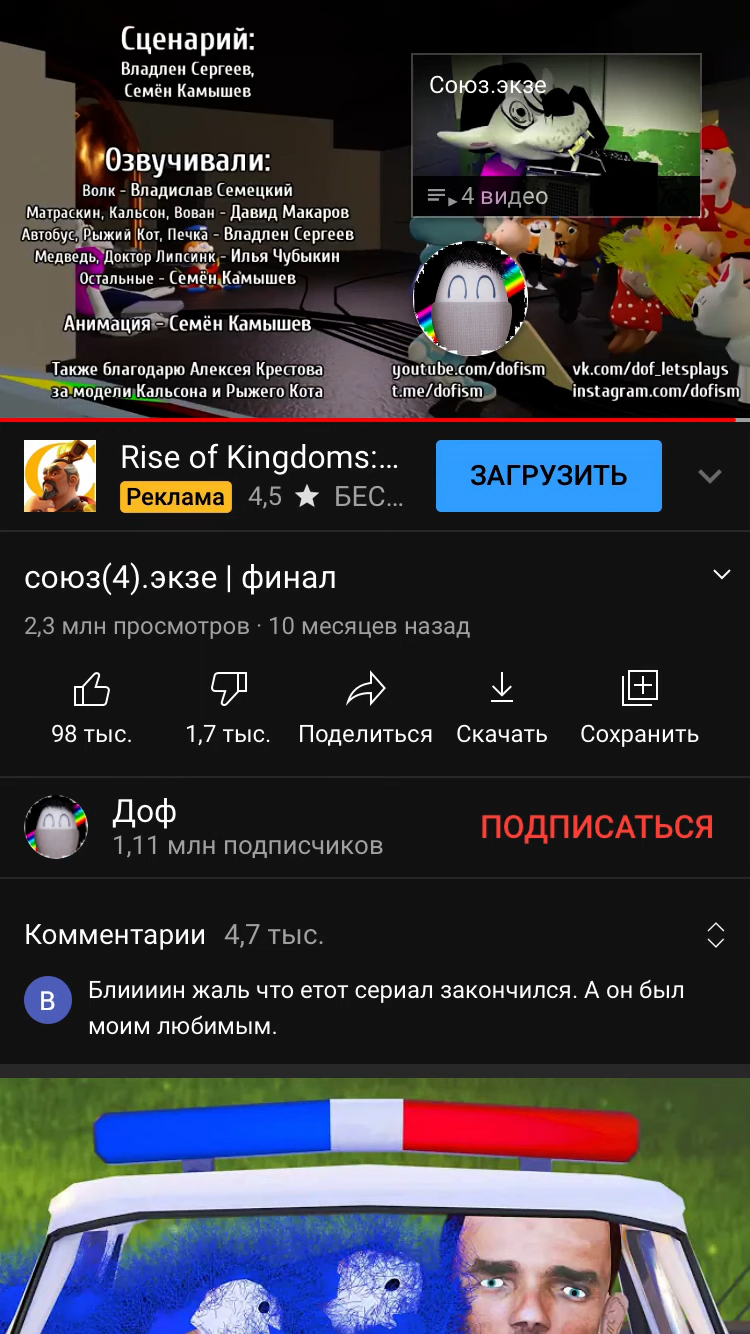 Сценарий:
Владлен Сергеев,
Семён Камышев
Союз.экзе
4 видео
Озвучивали:
Волк - Владислав Семецкий
Матраскин, Кальсон, Вован - Давид Макаров
Автобус, Рыжий Кот, Печка - Владлен Сергеев
Медведь, Доктор Липсинк - Илья Чубыкин
Остальные - Семён Камышев
Анимация - Семён Камышев
Также благодарю Алексея Крестова
за модели Кальсона и Рыжего Кота
youtube.com/dofism
t.me/dofism
vk.com/dof_letsplays
instagram.com/dofism
Rise of Kingdoms:...
Реклама 4,5 ★ БЕС...
ЗАГРУЗИТЬ
союз(4).экзе | финал
2,3 млн просмотров · 10 месяцев назад
98 тыс.
1,7 тыс.
Поделиться
Скачать
Сохранить
Доф
1,11 млн подписчиков
ПОДПИСАТЬСЯ
Комментарии 4,7 тыс.
В
Блиииин жаль что етот сериал закончился. А он был
моим любимым.